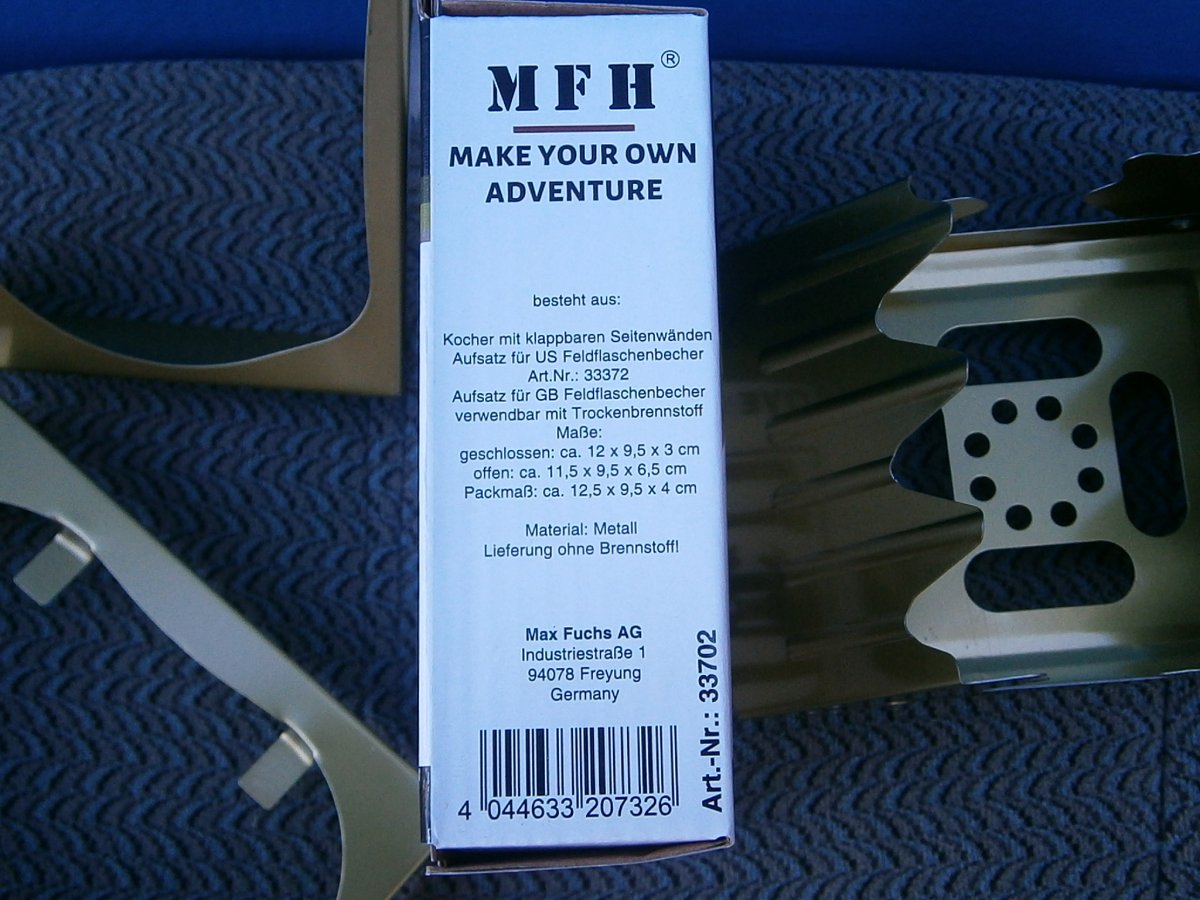 MFH®
MAKE YOUR OWN
ADVENTURE
besteht aus:
Kocher mit klappbaren Seitenwänden
Aufsatz für US Feldflaschenbecher
Art.Nr.: 33372
Aufsatz für GB Feldflaschenbecher
verwendbar mit Trockenbrennstoff
Maße:
geschlossen: ca. 12 x 9,5 x 3 cm
offen: ca. 11,5 x 9,5 x 6,5 cm
Packmaß: ca. 12,5 x 9,5 x 4 cm
Material: Metall
Lieferung ohne Brennstoff!
Max Fuchs AG
Industriestraße 1
94078 Freyung
Germany
Art.-Nr.: 33702
4 044633 207326